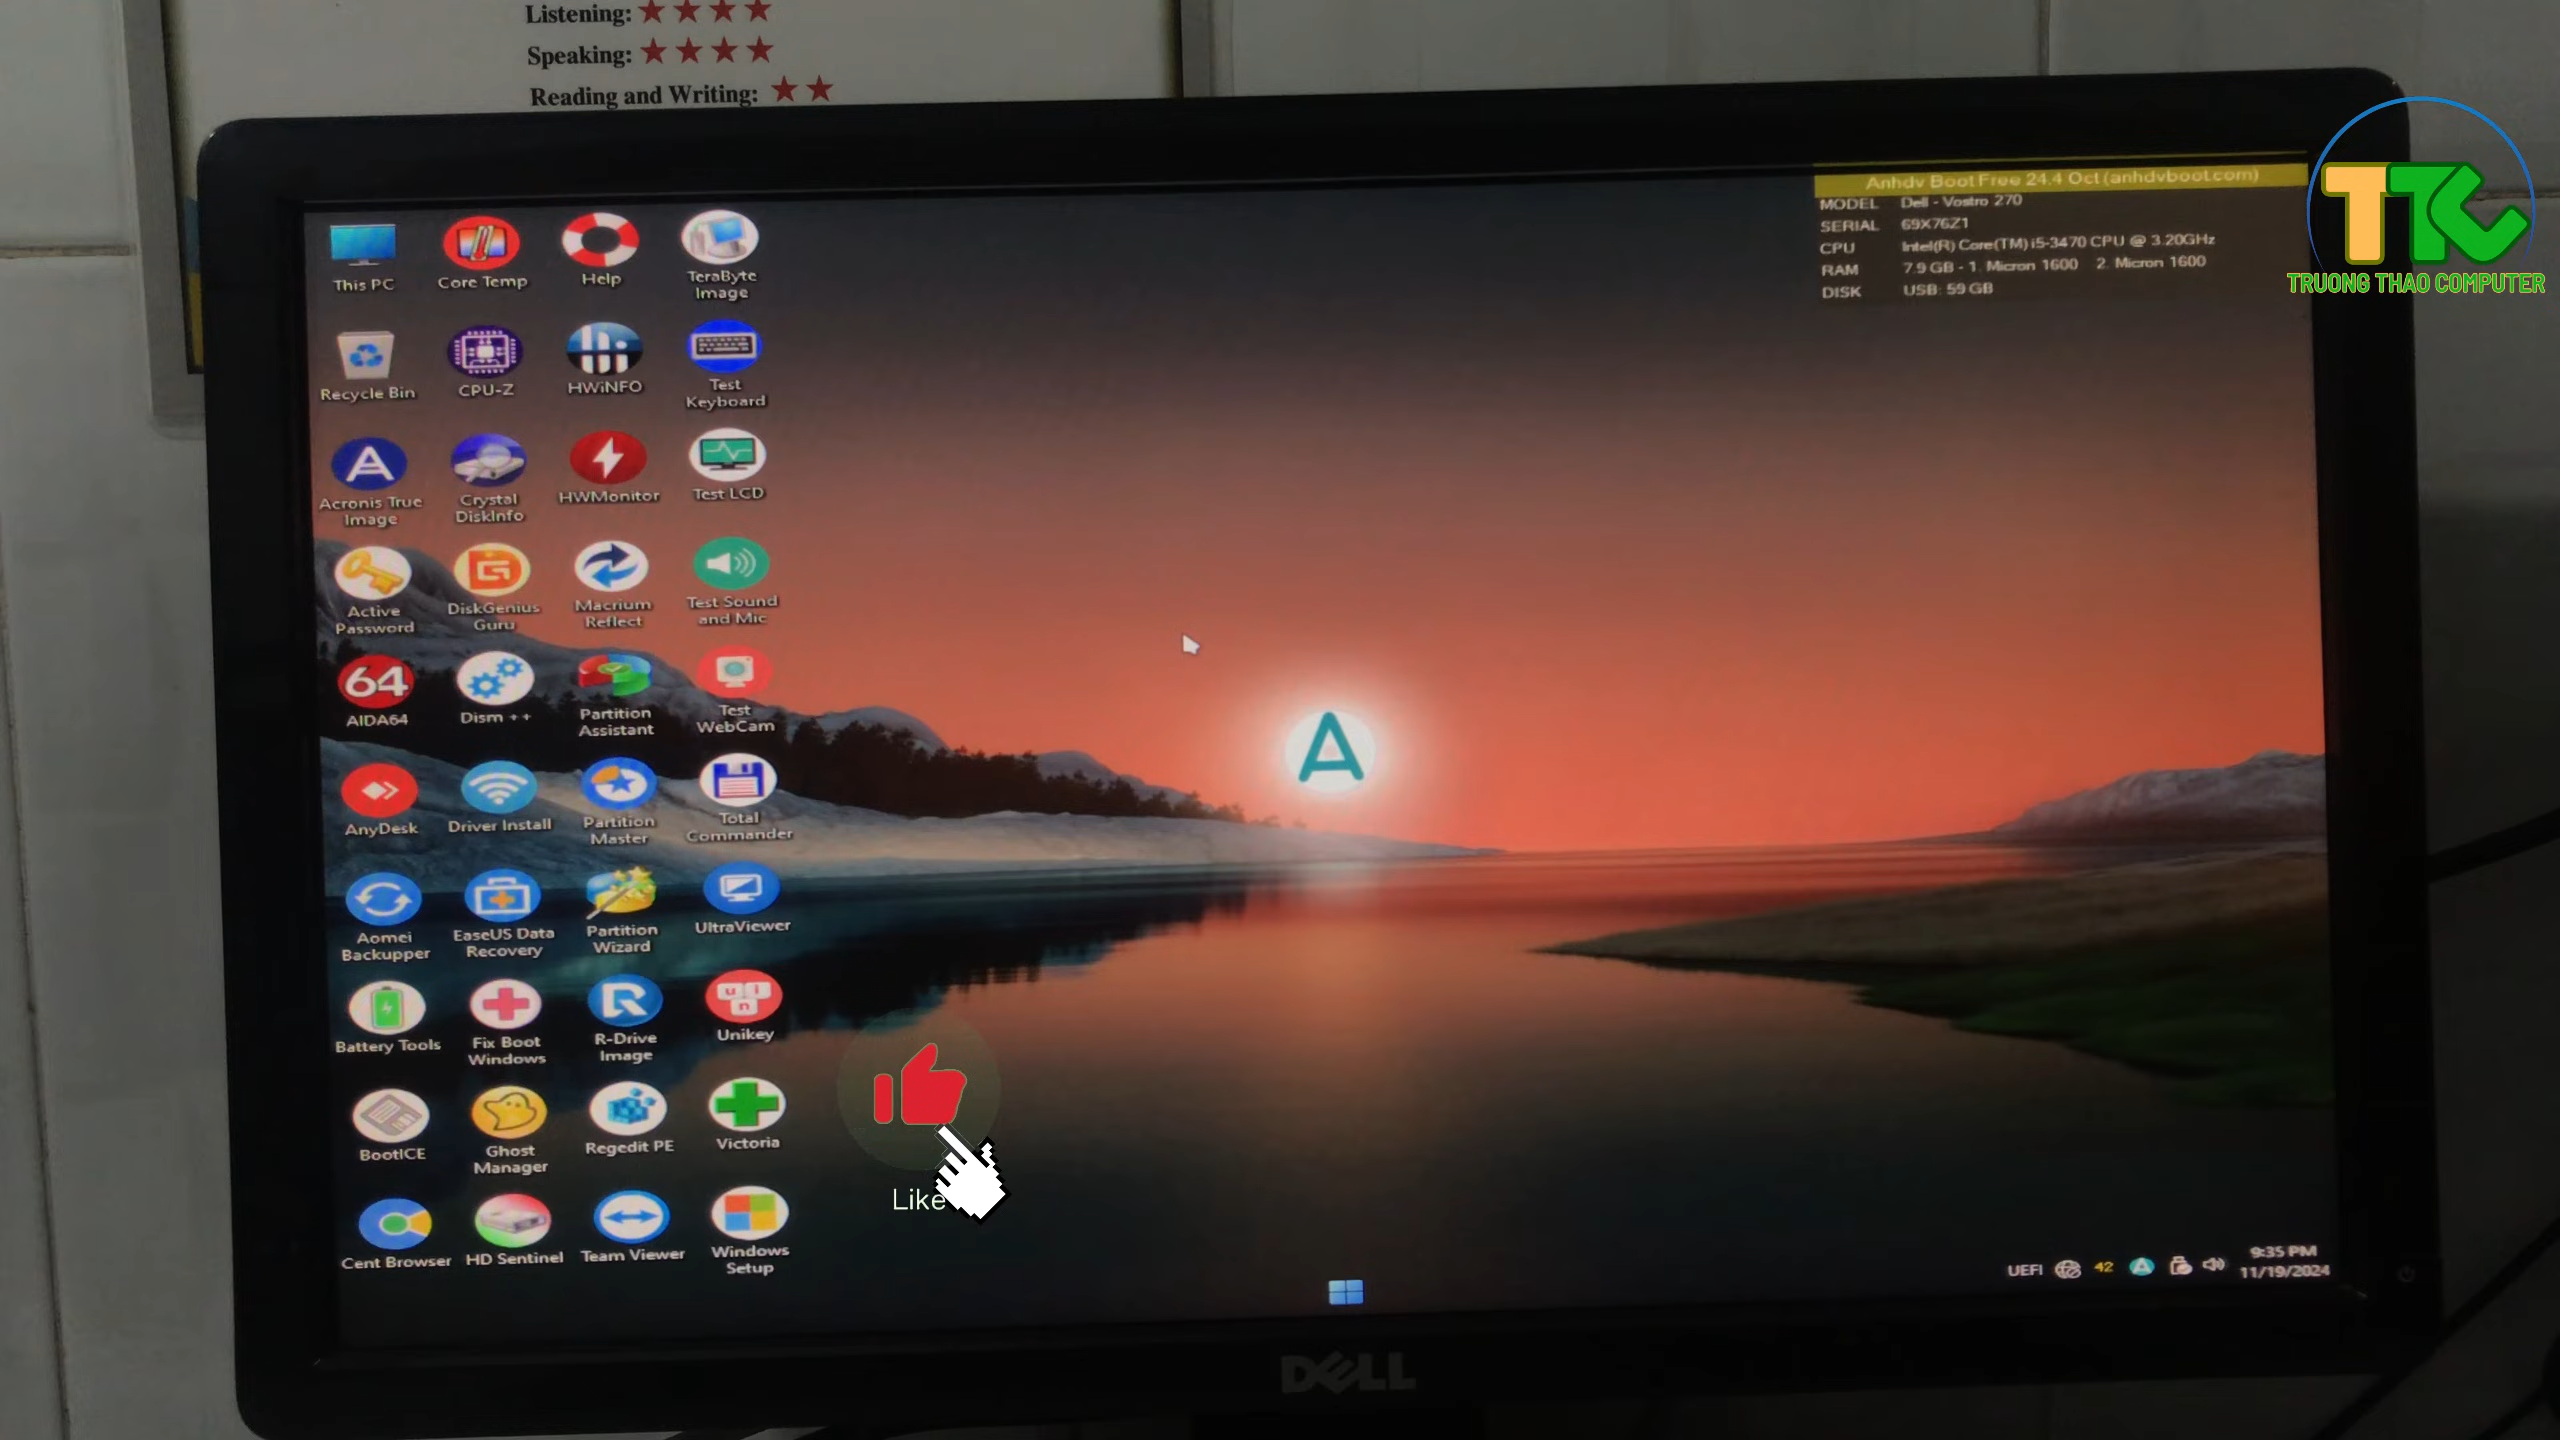 Listening: ★★★★
Speaking: ★★★★
Reading and Writing: ★★
Anhdv Boot Free 24.4 Oct (anhdvboot.com)
MODEL Dell - Vostro 270
SERIAL 69X76Z1
CPU Intel(R) Core(TM) i5-3470 CPU @ 3.20GHz
RAM 7.9 GB - 1. Micron 1600 2. Micron 1600
DISK USB: 59 GB
TTC
TRUONG THAO COMPUTER
This PC
Core Temp
Help
TeraByte
Image
Recycle Bin
CPU-Z
HWiNFO
Test
Keyboard
Acronis True
Image
Crystal
DiskInfo
HWMonitor
Test LCD
Active
Password
DiskGenius
Guru
Macrium
Reflect
Test Sound
and Mic
64
AIDA64
Dism ++
Partition
Assistant
Test
WebCam
A
AnyDesk
Driver Install
Partition
Master
Total
Commander
Aomei
Backupper
EaseUS Data
Recovery
Partition
Wizard
UltraViewer
Battery Tools
Fix Boot
Windows
R-Drive
Image
Unikey
BootICE
Ghost
Manager
Regedit PE
Victoria
Like
Cent Browser
HD Sentinel
Team Viewer
Windows
Setup
UEFI 42
9:35 PM
11/19/2024
DELL